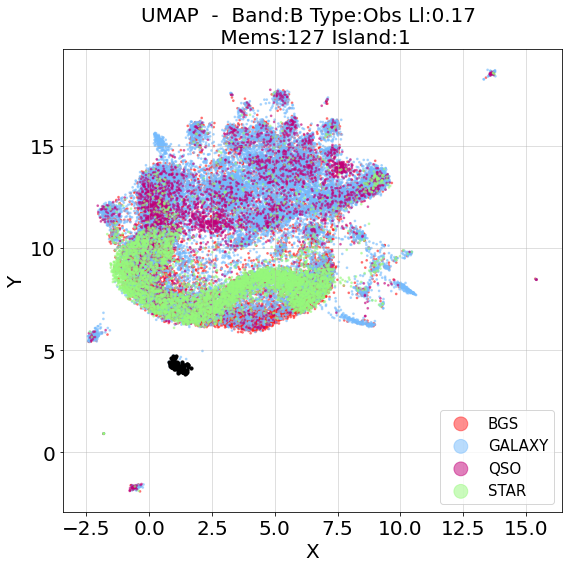 UMAP  -  Band:B Type:Obs Ll:0.17
Mems:127 Island:1
15
10
5
0
Y
−2.5 0.0 2.5 5.0 7.5 10.0 12.5 15.0
X
BGS
GALAXY
QSO
STAR